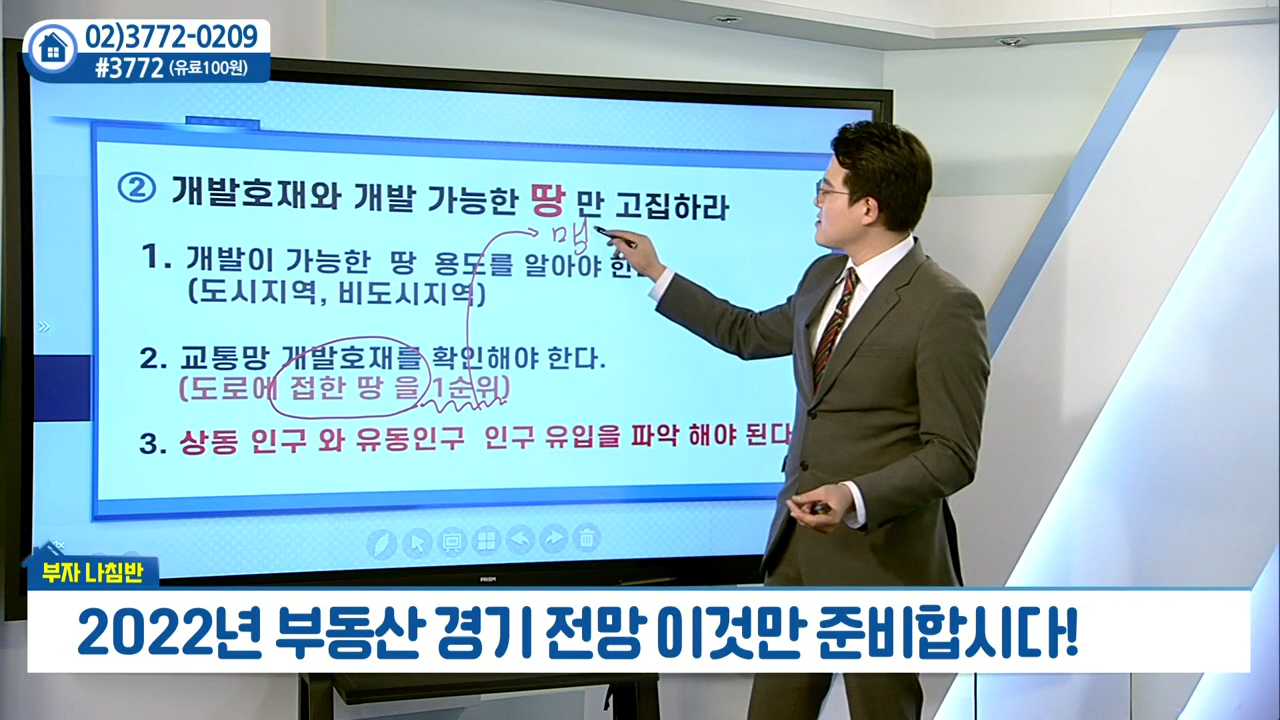 02)3772-0209
#3772 (유료100원)
② 개발호재와 개발 가능한 땅 만 고집하라
1. 개발이 가능한 땅 용도를 알아야 한
(도시지역, 비도시지역)
2. 교통망 개발호재를 확인해야 한다.
(도로에 접한 땅 을 1순위)
3. 상동 인구 와 유동인구 인구 유입을 파악 해야 된다
PRISM
부자 나침반
2022년 부동산 경기 전망 이것만 준비합시다!